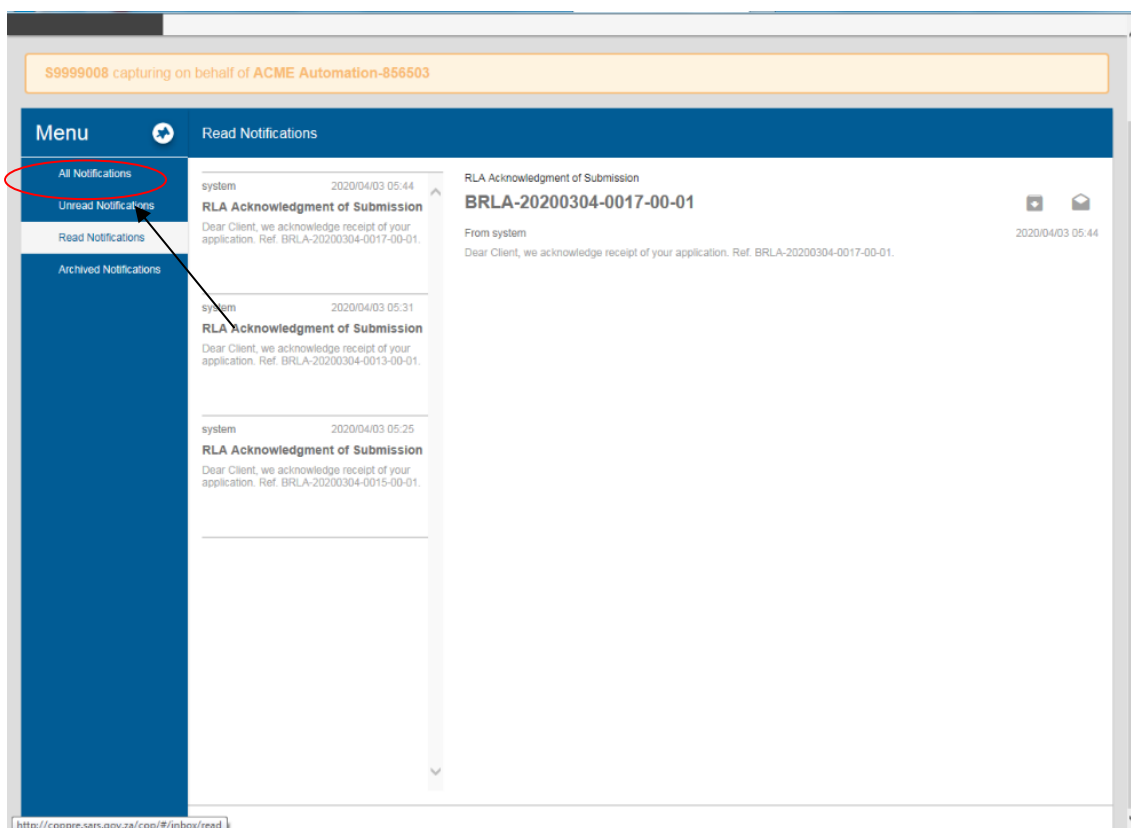 S9999008 capturing on behalf of ACME Automation-856503
Menu
Read Notifications
All Notifications
Unread Notifications
Read Notifications
Archived Notifications
system 2020/04/03 05:44
RLA Acknowledgment of Submission
Dear Client, we acknowledge receipt of your
application. Ref. BRLA-20200304-0017-00-01.
system 2020/04/03 05:31
RLA Acknowledgment of Submission
Dear Client, we acknowledge receipt of your
application. Ref. BRLA-20200304-0013-00-01.
system 2020/04/03 05:25
RLA Acknowledgment of Submission
Dear Client, we acknowledge receipt of your
application. Ref. BRLA-20200304-0015-00-01.
RLA Acknowledgment of Submission
BRLA-20200304-0017-00-01
From system 2020/04/03 05:44
Dear Client, we acknowledge receipt of your application. Ref. BRLA-20200304-0017-00-01.
http://coppre.sars.gov.za/cop/#/inbox/read